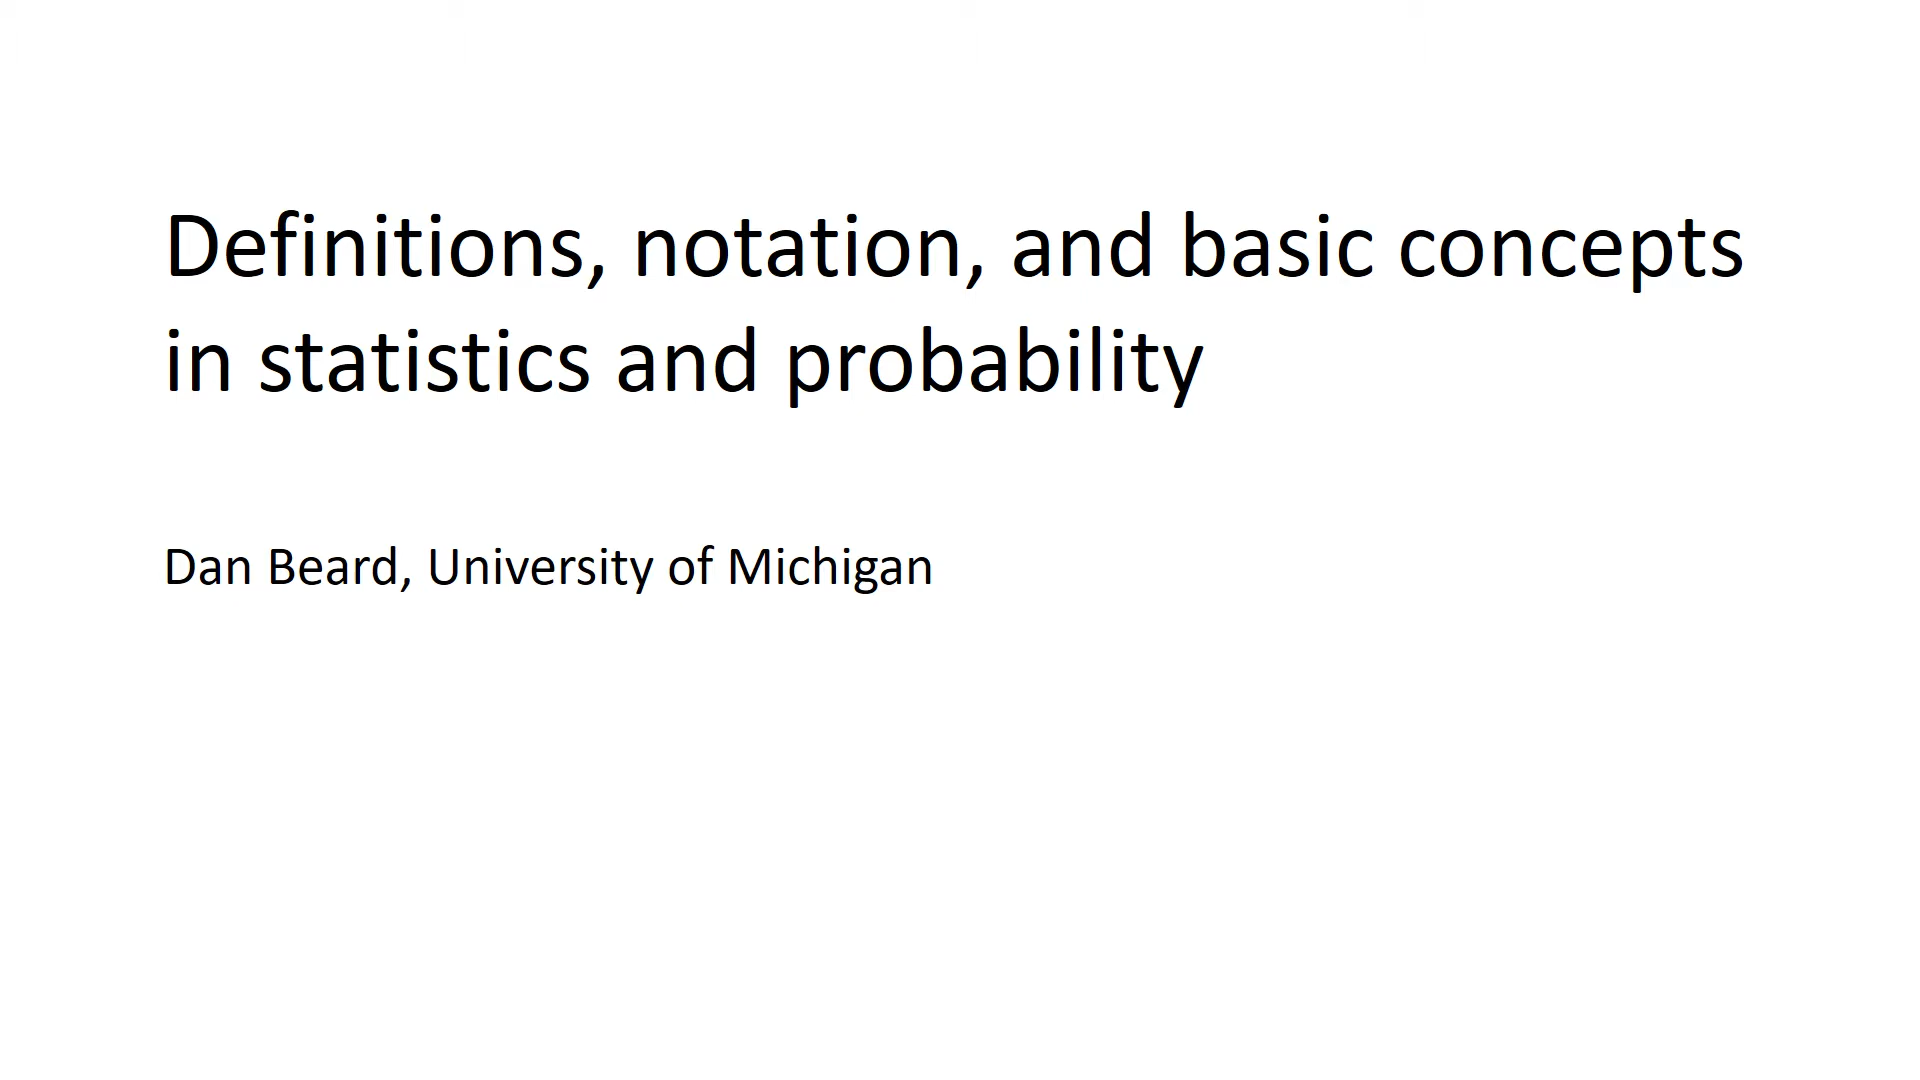 Definitions, notation, and basic concepts
in statistics and probability
Dan Beard, University of Michigan